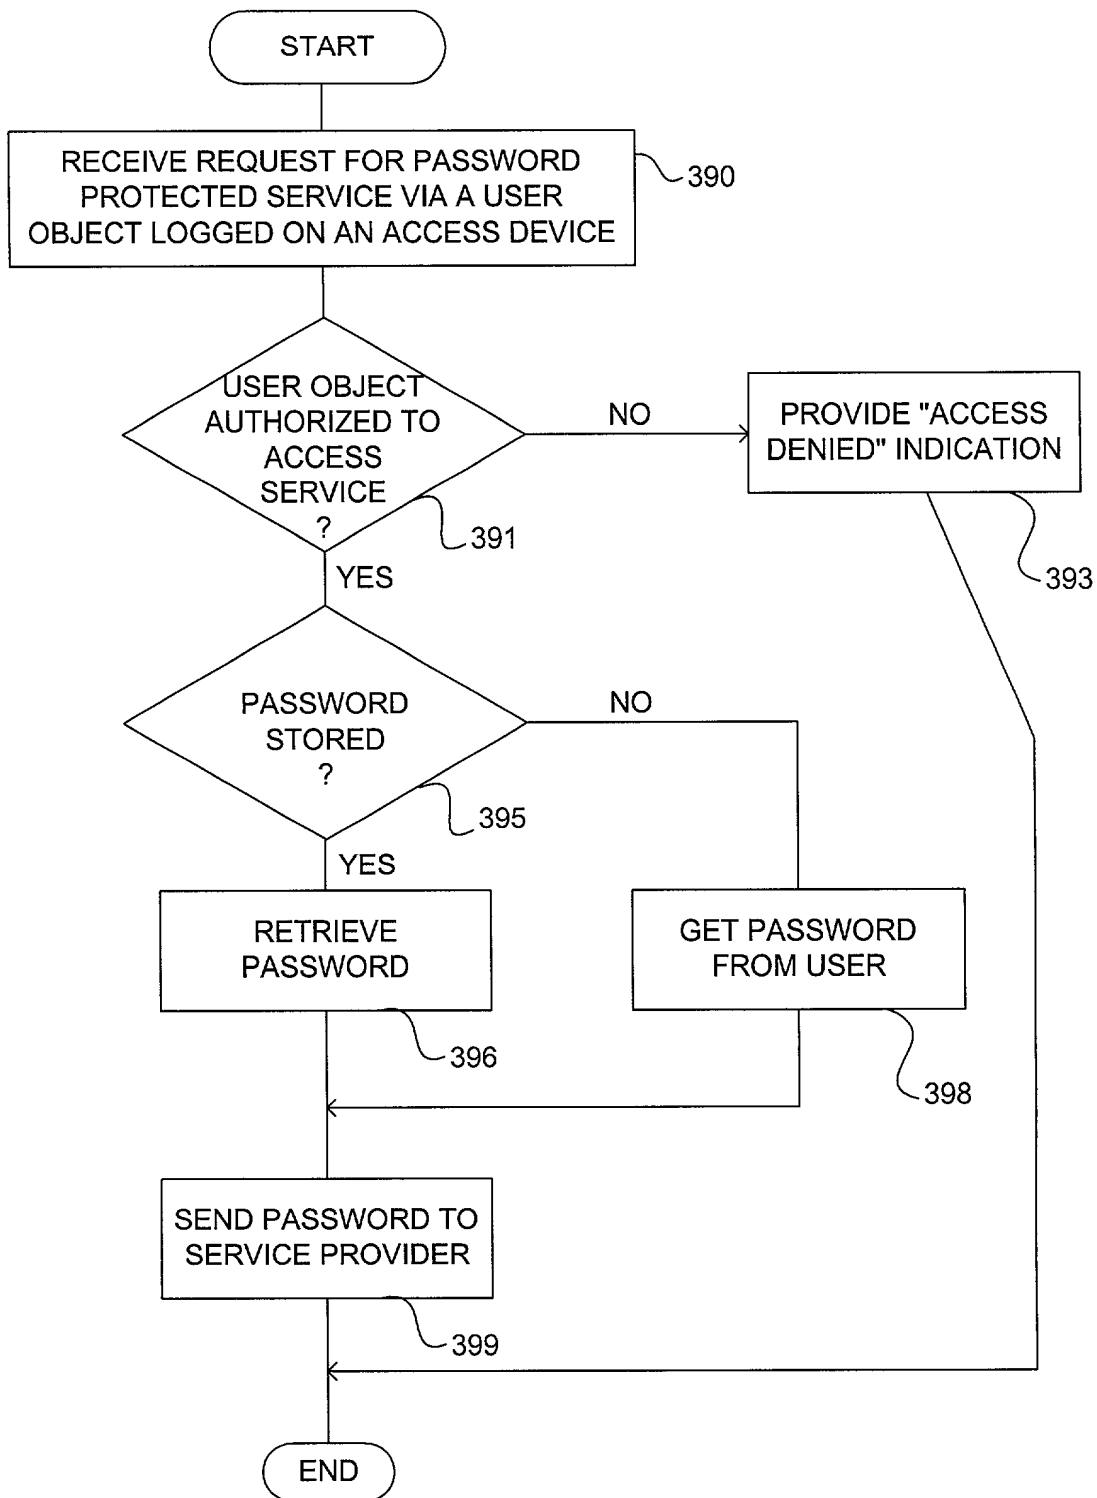 START
RECEIVE REQUEST FOR PASSWORD
PROTECTED SERVICE VIA A USER
OBJECT LOGGED ON AN ACCESS DEVICE
390
USER OBJECT
AUTHORIZED TO
ACCESS
SERVICE
?
391
NO
PROVIDE "ACCESS
DENIED" INDICATION
393
YES
PASSWORD
STORED
?
395
NO
YES
RETRIEVE
PASSWORD
396
GET PASSWORD
FROM USER
398
SEND PASSWORD TO
SERVICE PROVIDER
399
END